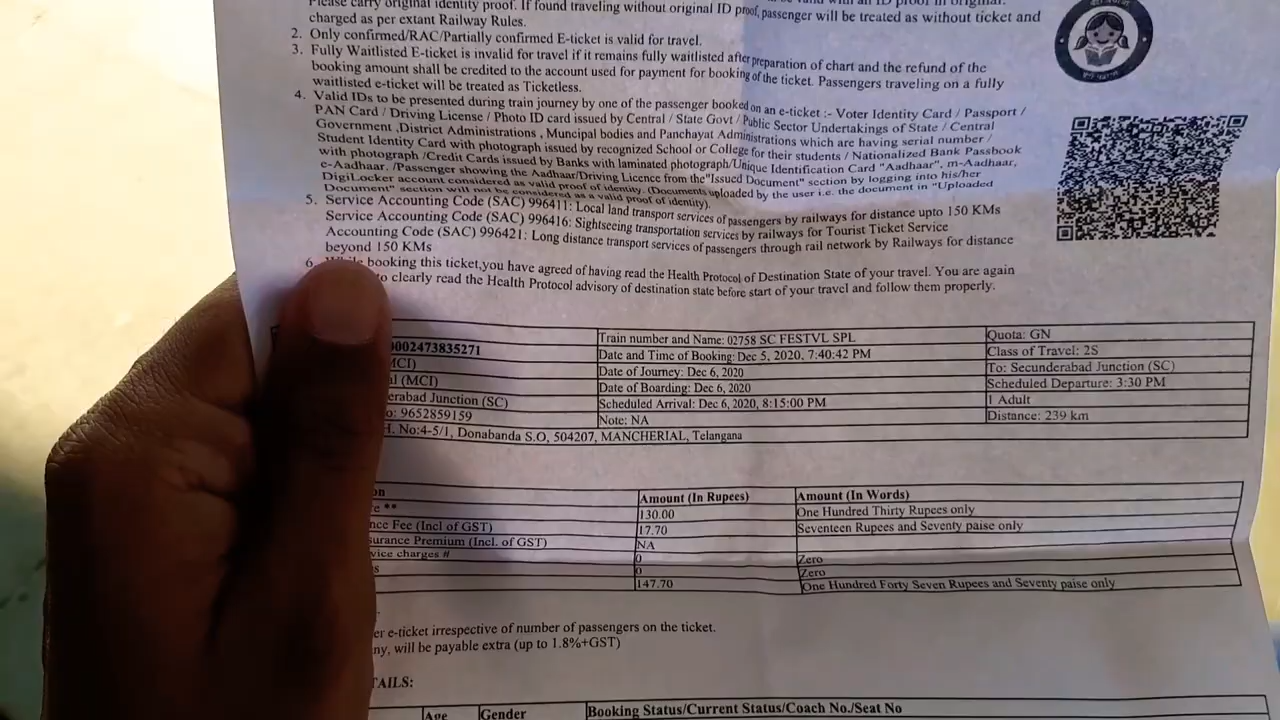 Please carry original identity proof. If found traveling without original ID proof, passenger will be treated as without ticket and
charged as per extant Railway Rules.
2. Only confirmed/RAC/Partially confirmed E-ticket is valid for travel.
3. Fully Waitlisted E-ticket is invalid for travel if it remains fully waitlisted after preparation of chart and the refund of the
booking amount shall be credited to the account used for payment for booking of the ticket. Passengers traveling on a fully
waitlisted e-ticket will be treated as Ticketless.
4. Valid IDs to be presented during train journey by one of the passenger booked on an e-ticket :- Voter Identity Card / Passport /
PAN Card / Driving License / Photo ID card issued by Central / State Govt / Public Sector Undertakings of State / Central
Government ,District Administrations , Muncipal bodies and Panchayat Administrations which are having serial number /
Student Identity Card with photograph issued by recognized School or College for their students / Nationalized Bank Passbook
with photograph /Credit Cards issued by Banks with laminated photograph/Unique Identification Card "Aadhaar", m-Aadhaar,
e-Aadhaar. /Passenger showing the Aadhaar/Driving Licence from the "Issued Document" section by logging into his/her
DigiLocker account considered as valid proof of identity. (Documents uploaded by the user i.e. the document in "Uploaded
Document" section will not be considered as a valid proof of identity).
5. Service Accounting Code (SAC) 996411: Local land transport services of passengers by railways for distance upto 150 KMs
Service Accounting Code (SAC) 996416: Sightseeing transportation services by railways for Tourist Ticket Service
Accounting Code (SAC) 996421: Long distance transport services of passengers through rail network by Railways for distance
beyond 150 KMs
6. While booking this ticket,you have agreed of having read the Health Protocol of Destination State of your travel. You are again
to clearly read the Health Protocol advisory of destination state before start of your travel and follow them properly.
0002473835271 Train number and Name: 02758 SC FESTVL SPL Quota: GN
MCI) Date and Time of Booking: Dec 5, 2020, 7:40:42 PM Class of Travel: 2S
(MCI) Date of Journey: Dec 6, 2020 To: Secunderabad Junction (SC)
erabad Junction (SC) Date of Boarding: Dec 6, 2020 Scheduled Departure: 3:30 PM
o: 9652859159 Scheduled Arrival: Dec 6, 2020, 8:15:00 PM 1 Adult
Note: NA Distance: 239 km
H. No:4-5/1, Donabanda S.O, 504207, MANCHERIAL, Telangana
on Amount (In Rupees) Amount (In Words)
e ** 130.00 One Hundred Thirty Rupees only
nce Fee (Incl of GST) 17.70 Seventeen Rupees and Seventy paise only
surance Premium (Incl. of GST) NA
vice charges # 0 Zero
s 0 Zero
147.70 One Hundred Forty Seven Rupees and Seventy paise only
er e-ticket irrespective of number of passengers on the ticket.
ny, will be payable extra (up to 1.8%+GST)
TAILS:
Age Gender Booking Status/Current Status/Coach No./Seat No